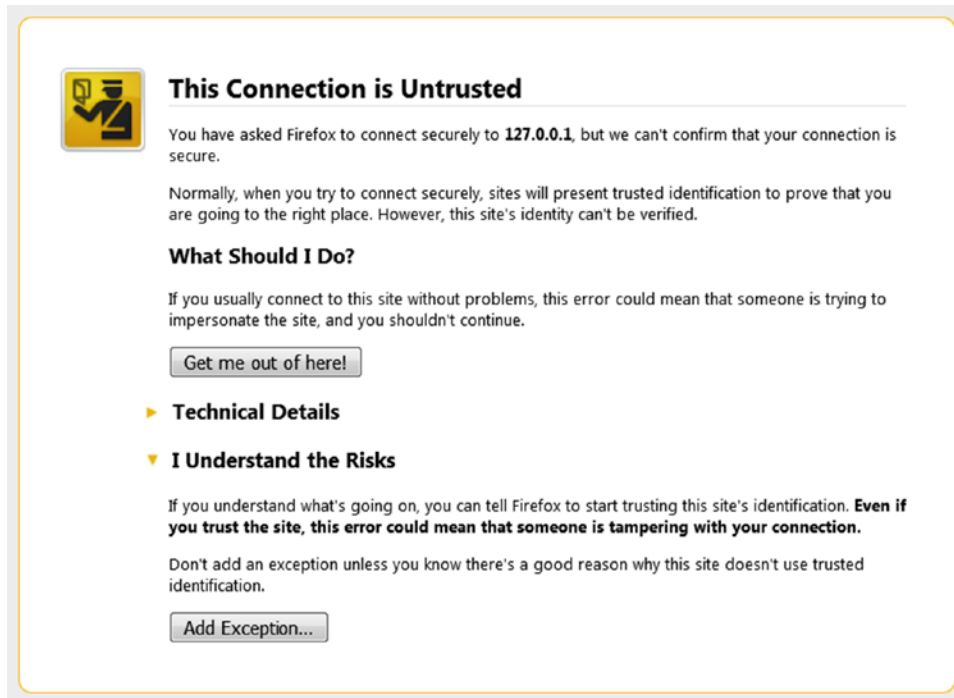 This Connection is Untrusted
You have asked Firefox to connect securely to 127.0.0.1, but we can't confirm that your connection is
secure.
Normally, when you try to connect securely, sites will present trusted identification to prove that you
are going to the right place. However, this site's identity can't be verified.
What Should I Do?
If you usually connect to this site without problems, this error could mean that someone is trying to
impersonate the site, and you shouldn't continue.
Get me out of here!
Technical Details
I Understand the Risks
If you understand what's going on, you can tell Firefox to start trusting this site's identification. Even if
you trust the site, this error could mean that someone is tampering with your connection.
Don't add an exception unless you know there's a good reason why this site doesn't use trusted
identification.
Add Exception...